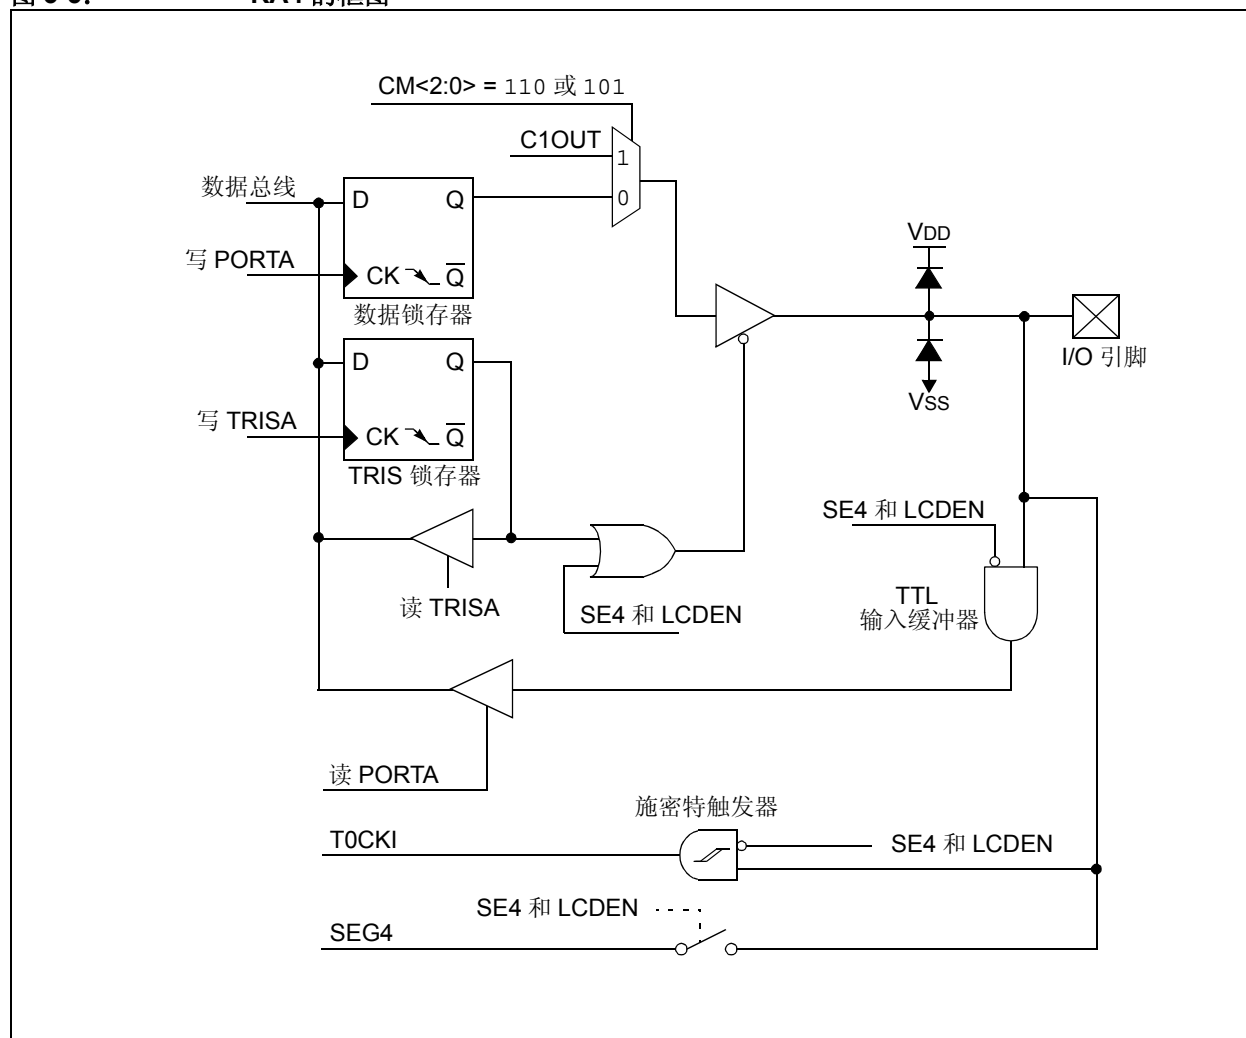 CM<2:0> = 110 或 101
C1OUT
1
数据总线
D
Q
0
写 PORTA
CK
Q
VDD
数据锁存器
D
Q
I/O 引脚
VSS
写 TRISA
CK
Q
TRIS 锁存器
SE4 和 LCDEN
读 TRISA
SE4 和 LCDEN
TTL
输入缓冲器
读 PORTA
施密特触发器
T0CKI
SE4 和 LCDEN
SE4 和 LCDEN
SEG4